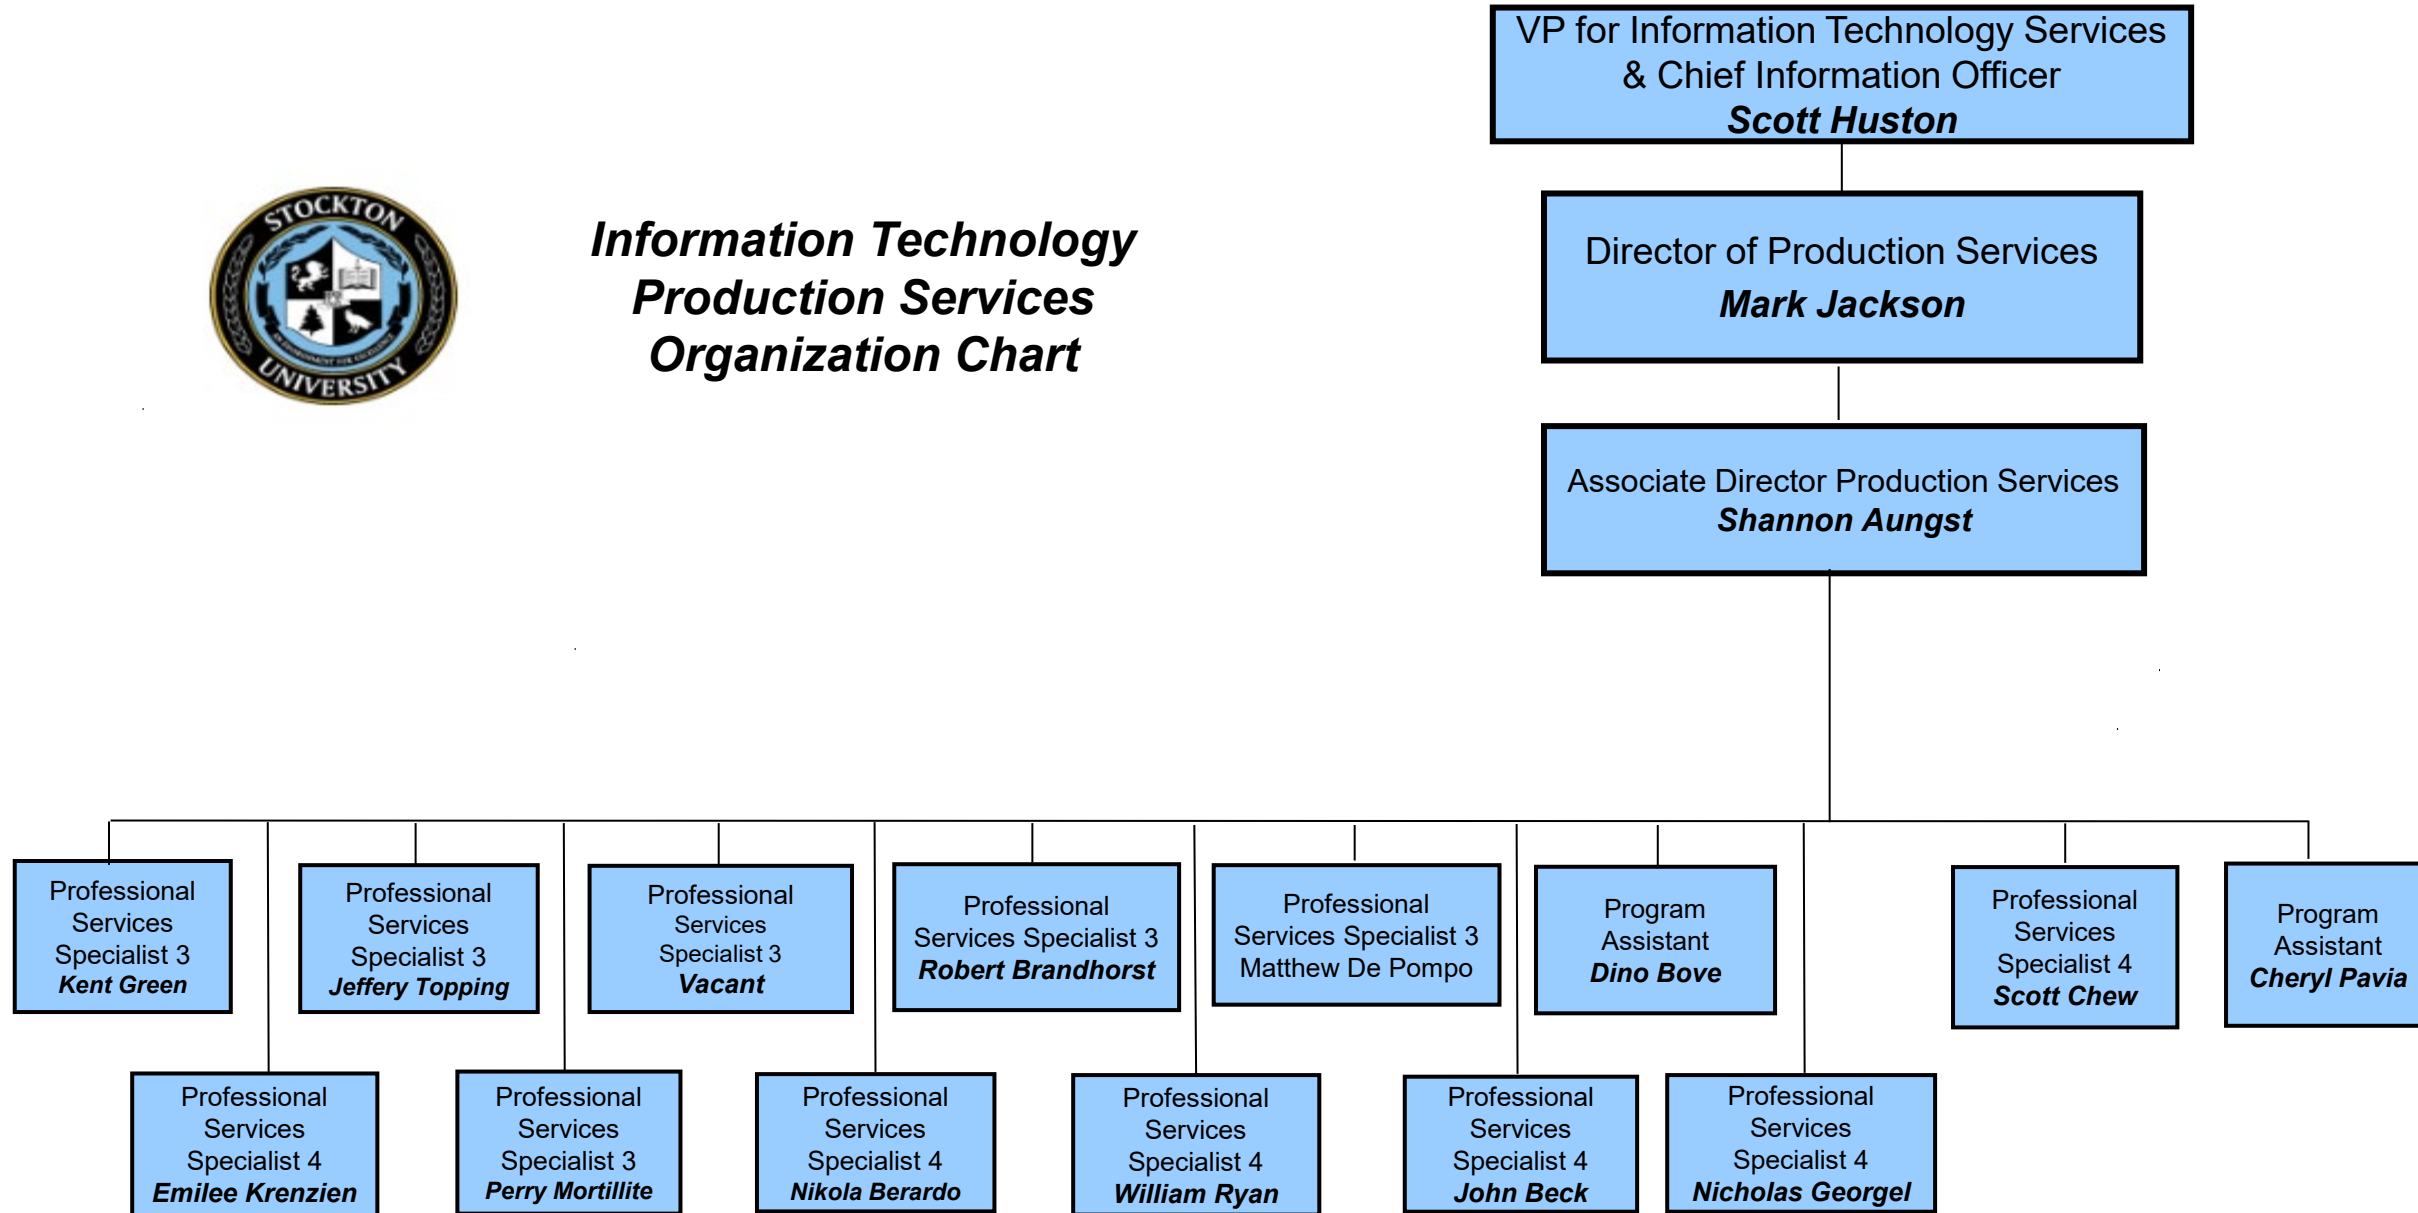 VP for Information Technology Services
& Chief Information Officer
Scott Huston
STOCKTON
UNIVERSITY
AN ENVIRONMENT FOR EXCELLENCE
Information Technology
Production Services
Organization Chart
Director of Production Services
Mark Jackson
Associate Director Production Services
Shannon Aungst
Professional
Services
Specialist 3
Kent Green
Professional
Services
Specialist 3
Jeffery Topping
Professional
Services
Specialist 3
Vacant
Professional
Services Specialist 3
Robert Brandhorst
Professional
Services Specialist 3
Matthew De Pompo
Program
Assistant
Dino Bove
Professional
Services
Specialist 4
Scott Chew
Program
Assistant
Cheryl Pavia
Professional
Services
Specialist 4
Emilee Krenzien
Professional
Services
Specialist 3
Perry Mortillite
Professional
Services
Specialist 4
Nikola Berardo
Professional
Services
Specialist 4
William Ryan
Professional
Services
Specialist 4
John Beck
Professional
Services
Specialist 4
Nicholas Georgel